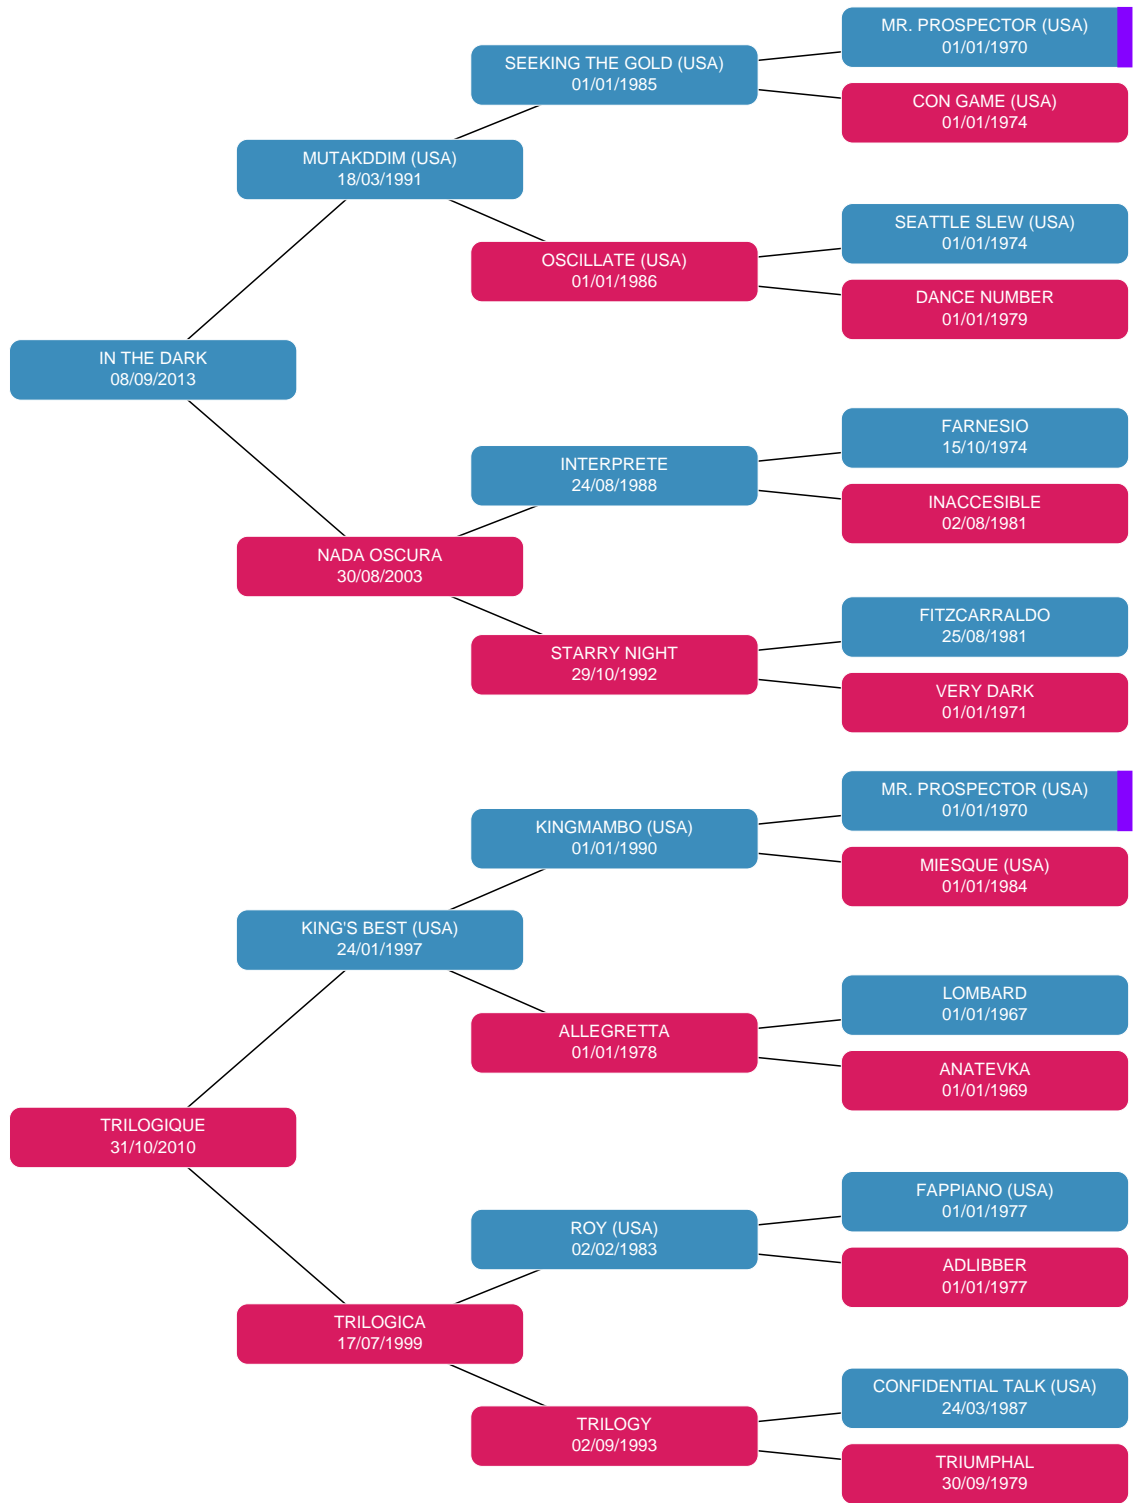 MR. PROSPECTOR (USA)
01/01/1970
SEEKING THE GOLD (USA)
01/01/1985
CON GAME (USA)
01/01/1974
MUTAKDDIM (USA)
18/03/1991
SEATTLE SLEW (USA)
01/01/1974
OSCILLATE (USA)
01/01/1986
DANCE NUMBER
01/01/1979
IN THE DARK
08/09/2013
FARNESIO
15/10/1974
INTERPRETE
24/08/1988
INACCESIBLE
02/08/1981
NADA OSCURA
30/08/2003
FITZCARRALDO
25/08/1981
STARRY NIGHT
29/10/1992
VERY DARK
01/01/1971
MR. PROSPECTOR (USA)
01/01/1970
KINGMAMBO (USA)
01/01/1990
MIESQUE (USA)
01/01/1984
KING'S BEST (USA)
24/01/1997
LOMBARD
01/01/1967
ALLEGRETTA
01/01/1978
ANATEVKA
01/01/1969
TRILOGIQUE
31/10/2010
FAPPIANO (USA)
01/01/1977
ROY (USA)
02/02/1983
ADLIBBER
01/01/1977
TRILOGICA
17/07/1999
CONFIDENTIAL TALK (USA)
24/03/1987
TRILOGY
02/09/1993
TRIUMPHAL
30/09/1979